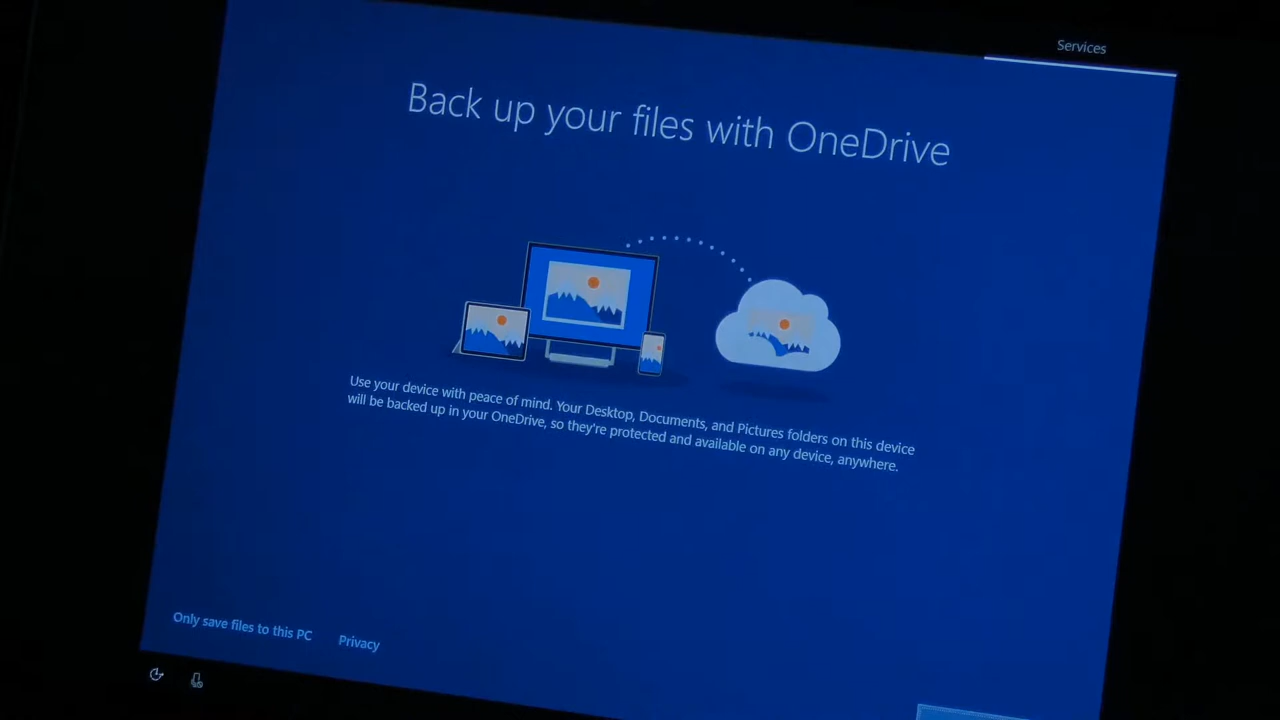 Services
Back up your files with OneDrive
Use your device with peace of mind. Your Desktop, Documents, and Pictures folders on this device
will be backed up in your OneDrive, so they're protected and available on any device, anywhere.
Only save files to this PC
Privacy